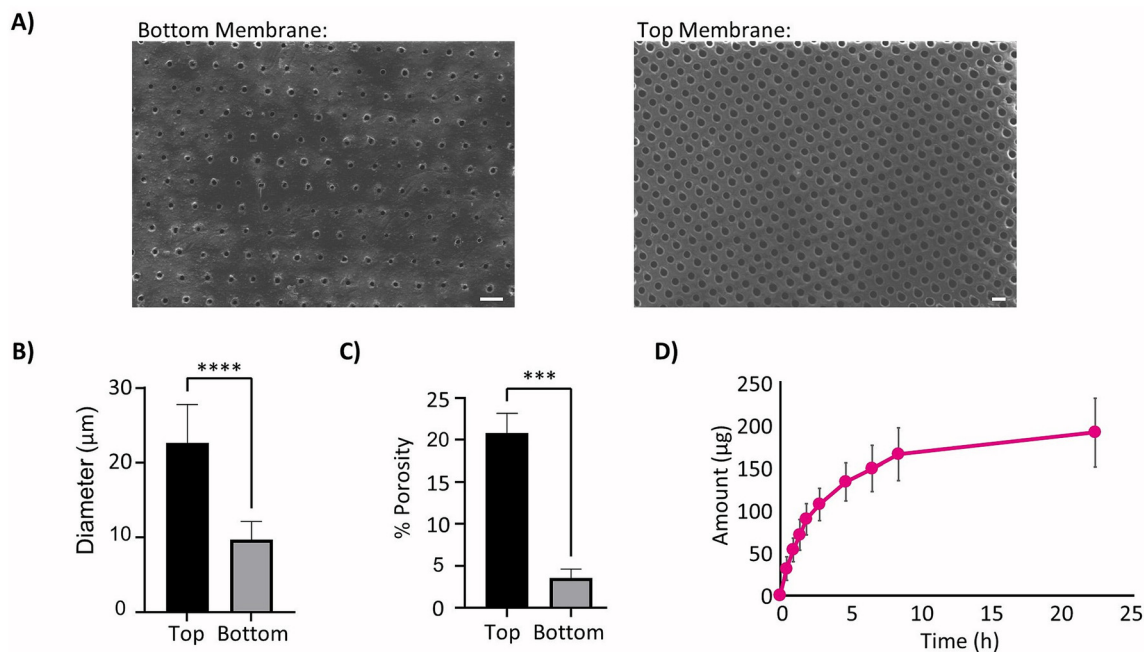 A)
Bottom Membrane:
Top Membrane:
B)
Diameter (µm)
30
20
10
0
****
Top
Bottom
C)
% Porosity
25
20
15
10
5
0
***
Top
Bottom
D)
Amount (µg)
250
200
150
100
50
0
0
5
10
15
20
25
Time (h)